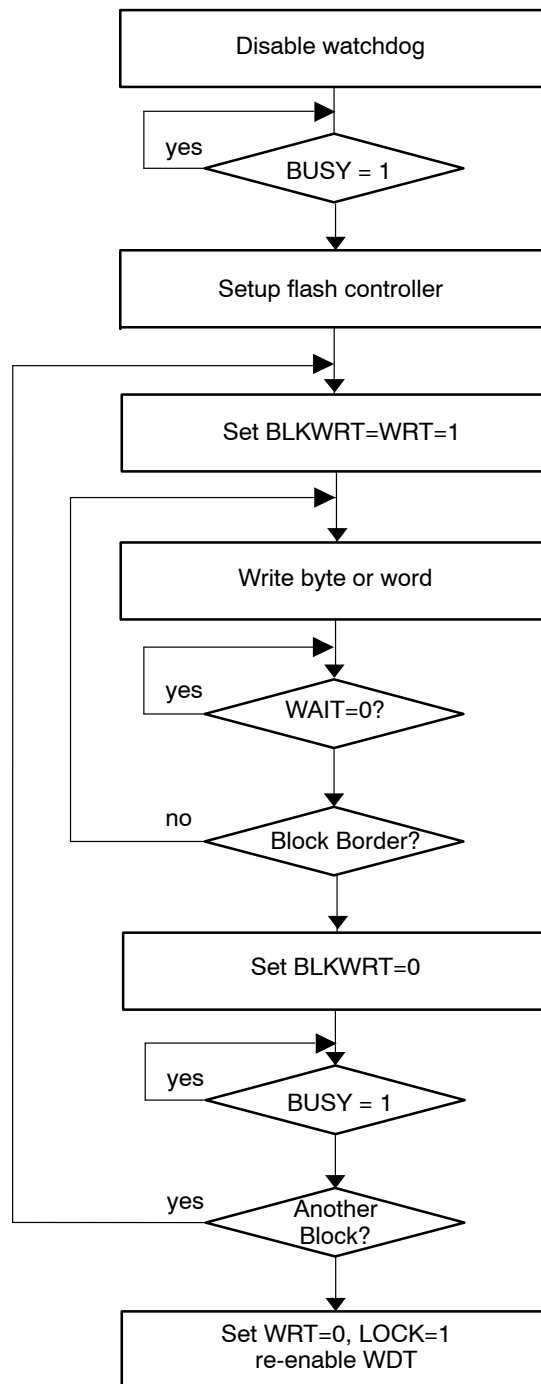 Disable watchdog
yes
BUSY = 1
Setup flash controller
Set BLKWRT=WRT=1
Write byte or word
yes
WAIT=0?
no
Block Border?
Set BLKWRT=0
yes
BUSY = 1
yes
Another
Block?
Set WRT=0, LOCK=1
re-enable WDT